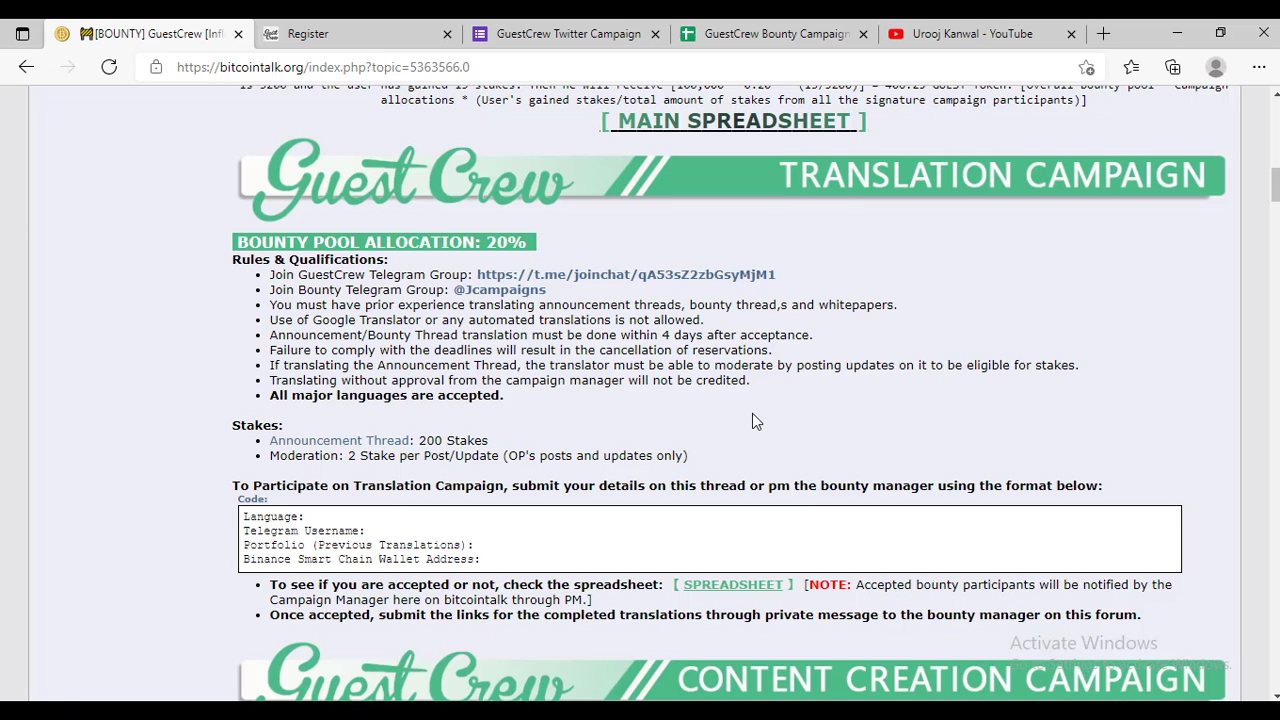 [BOUNTY] GuestCrew [Infl
Register
GuestCrew Twitter Campaign
GuestCrew Bounty Campaign
Urooj Kanwal - YouTube
https://bitcointalk.org/index.php?topic=5363566.0
allocations * (User's gained stakes/total amount of stakes from all the signature campaign participants)]
[ MAIN SPREADSHEET ]
Guest Crew
TRANSLATION CAMPAIGN
BOUNTY POOL ALLOCATION: 20%
Rules & Qualifications:
Join GuestCrew Telegram Group: https://t.me/joinchat/qA53sZ2zbGsyMjM1
Join Bounty Telegram Group: @Jcampaigns
You must have prior experience translating announcement threads, bounty thread,s and whitepapers.
Use of Google Translator or any automated translations is not allowed.
Announcement/Bounty Thread translation must be done within 4 days after acceptance.
Failure to comply with the deadlines will result in the cancellation of reservations.
If translating the Announcement Thread, the translator must be able to moderate by posting updates on it to be eligible for stakes.
Translating without approval from the campaign manager will not be credited.
All major languages are accepted.
Stakes:
Announcement Thread: 200 Stakes
Moderation: 2 Stake per Post/Update (OP's posts and updates only)
To Participate on Translation Campaign, submit your details on this thread or pm the bounty manager using the format below:
Code:
Language:
Telegram Username:
Portfolio (Previous Translations):
Binance Smart Chain Wallet Address:
To see if you are accepted or not, check the spreadsheet: [ SPREADSHEET ] [NOTE: Accepted bounty participants will be notified by the
Campaign Manager here on bitcointalk through PM.]
Once accepted, submit the links for the completed translations through private message to the bounty manager on this forum.
Activate Windows
Guest Crew
CONTENT CREATION CAMPAIGN